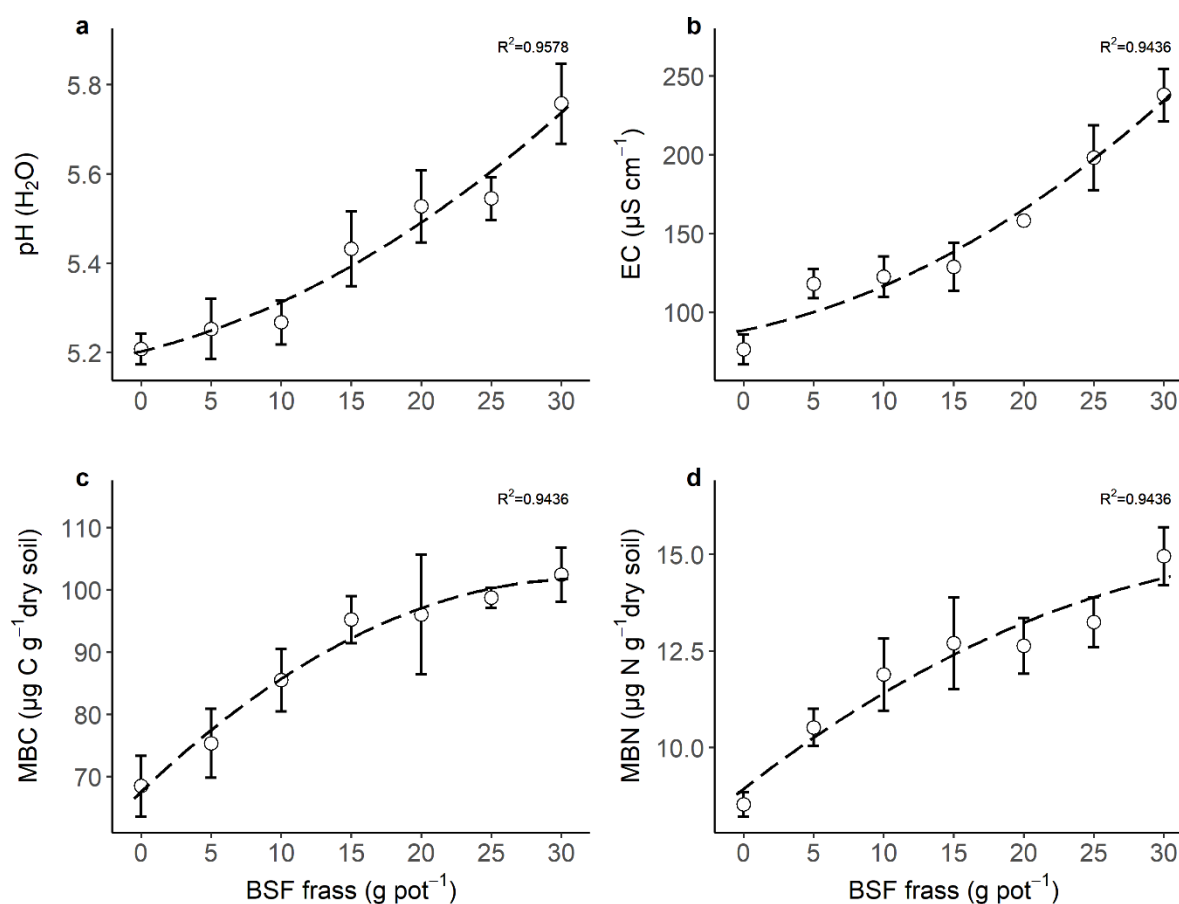 a
R²=0.9578
pH (H₂O)
5.8
5.6
5.4
5.2
0 5 10 15 20 25 30
b
R²=0.9436
EC (µS cm⁻¹)
250
200
150
100
0 5 10 15 20 25 30
c
R²=0.9436
MBC (µg C g⁻¹dry soil)
110
100
90
80
70
0 5 10 15 20 25 30
BSF frass (g pot⁻¹)
d
R²=0.9436
MBN (µg N g⁻¹dry soil)
15.0
12.5
10.0
0 5 10 15 20 25 30
BSF frass (g pot⁻¹)